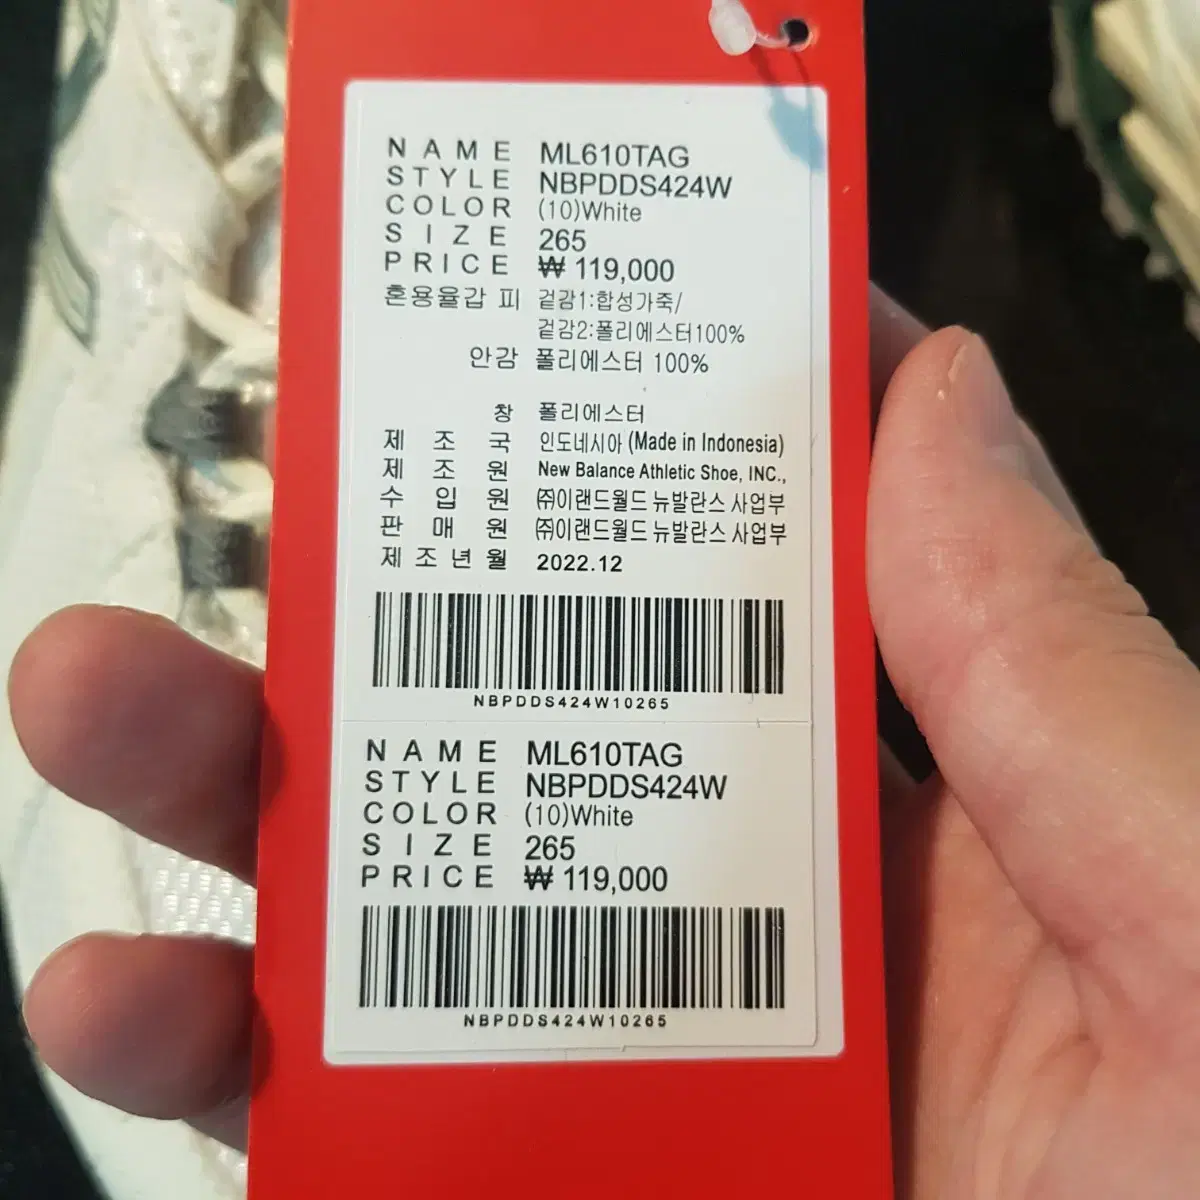 NAME ML610TAG
STYLE NBPDDS424W
COLOR (10)White
SIZE 265
PRICE ₩ 119,000
혼용율갑 피 겉감1:합성가죽/
겉감2:폴리에스터100%
안감 폴리에스터 100%
창 폴리에스터
제 조 국 인도네시아 (Made in Indonesia)
제 조 원 New Balance Athletic Shoe, INC.,
수 입 원 ㈜이랜드월드 뉴발란스 사업부
판 매 원 ㈜이랜드월드 뉴발란스 사업부
제조년월 2022.12
NBPDDS424W10265
NAME ML610TAG
STYLE NBPDDS424W
COLOR (10)White
SIZE 265
PRICE ₩ 119,000
NBPDDS424W10265